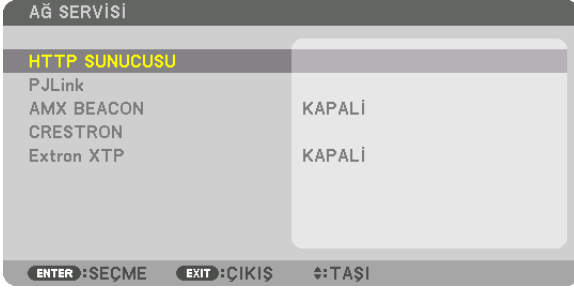 AĞ SERVİSİ
HTTP SUNUCUSU
PJLink
AMX BEACON KAPALİ
CRESTRON
Extron XTP KAPALİ
ENTER :SEÇME EXIT :ÇIKIŞ :TAŞI